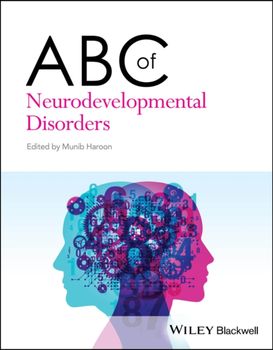 ABC of
Neurodevelopmental
Disorders
Edited by Munib Haroon
WILEY Blackwell